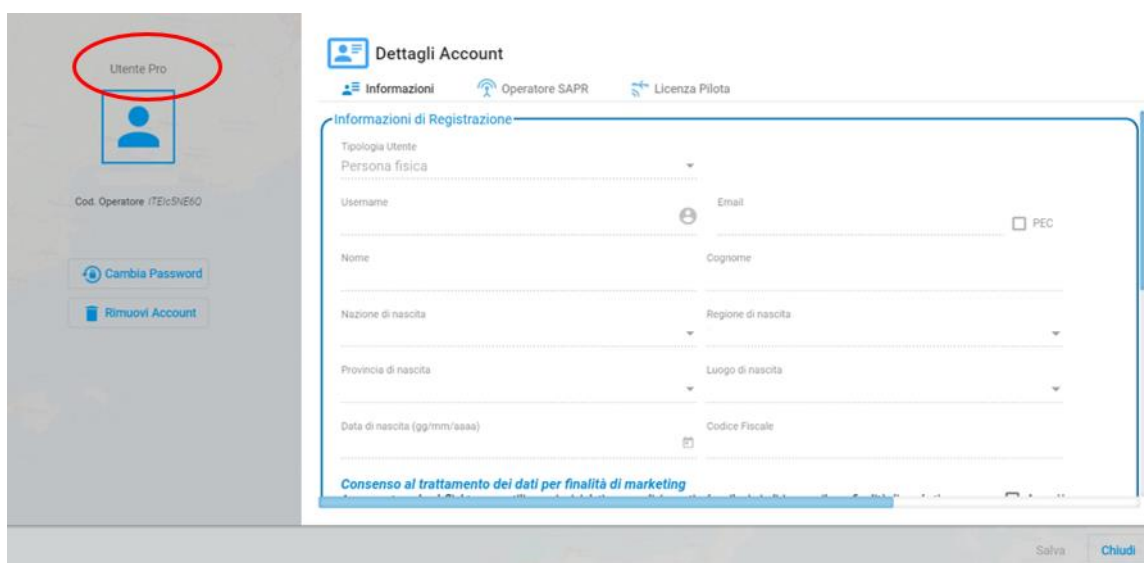 Utente Pro
Cod. Operatore ITElc5NE6Q
Cambia Password
Rimuovi Account
Dettagli Account
Informazioni Operatore SAPR Licenza Pilota
Informazioni di Registrazione
Tipologia Utente
Persona fisica
Username Email
PEC
Nome Cognome
Nazione di nascita Regione di nascita
Provincia di nascita Luogo di nascita
Data di nascita (gg/mm/aaaa) Codice Fiscale
Consenso al trattamento dei dati per finalità di marketing
Salva Chiudi